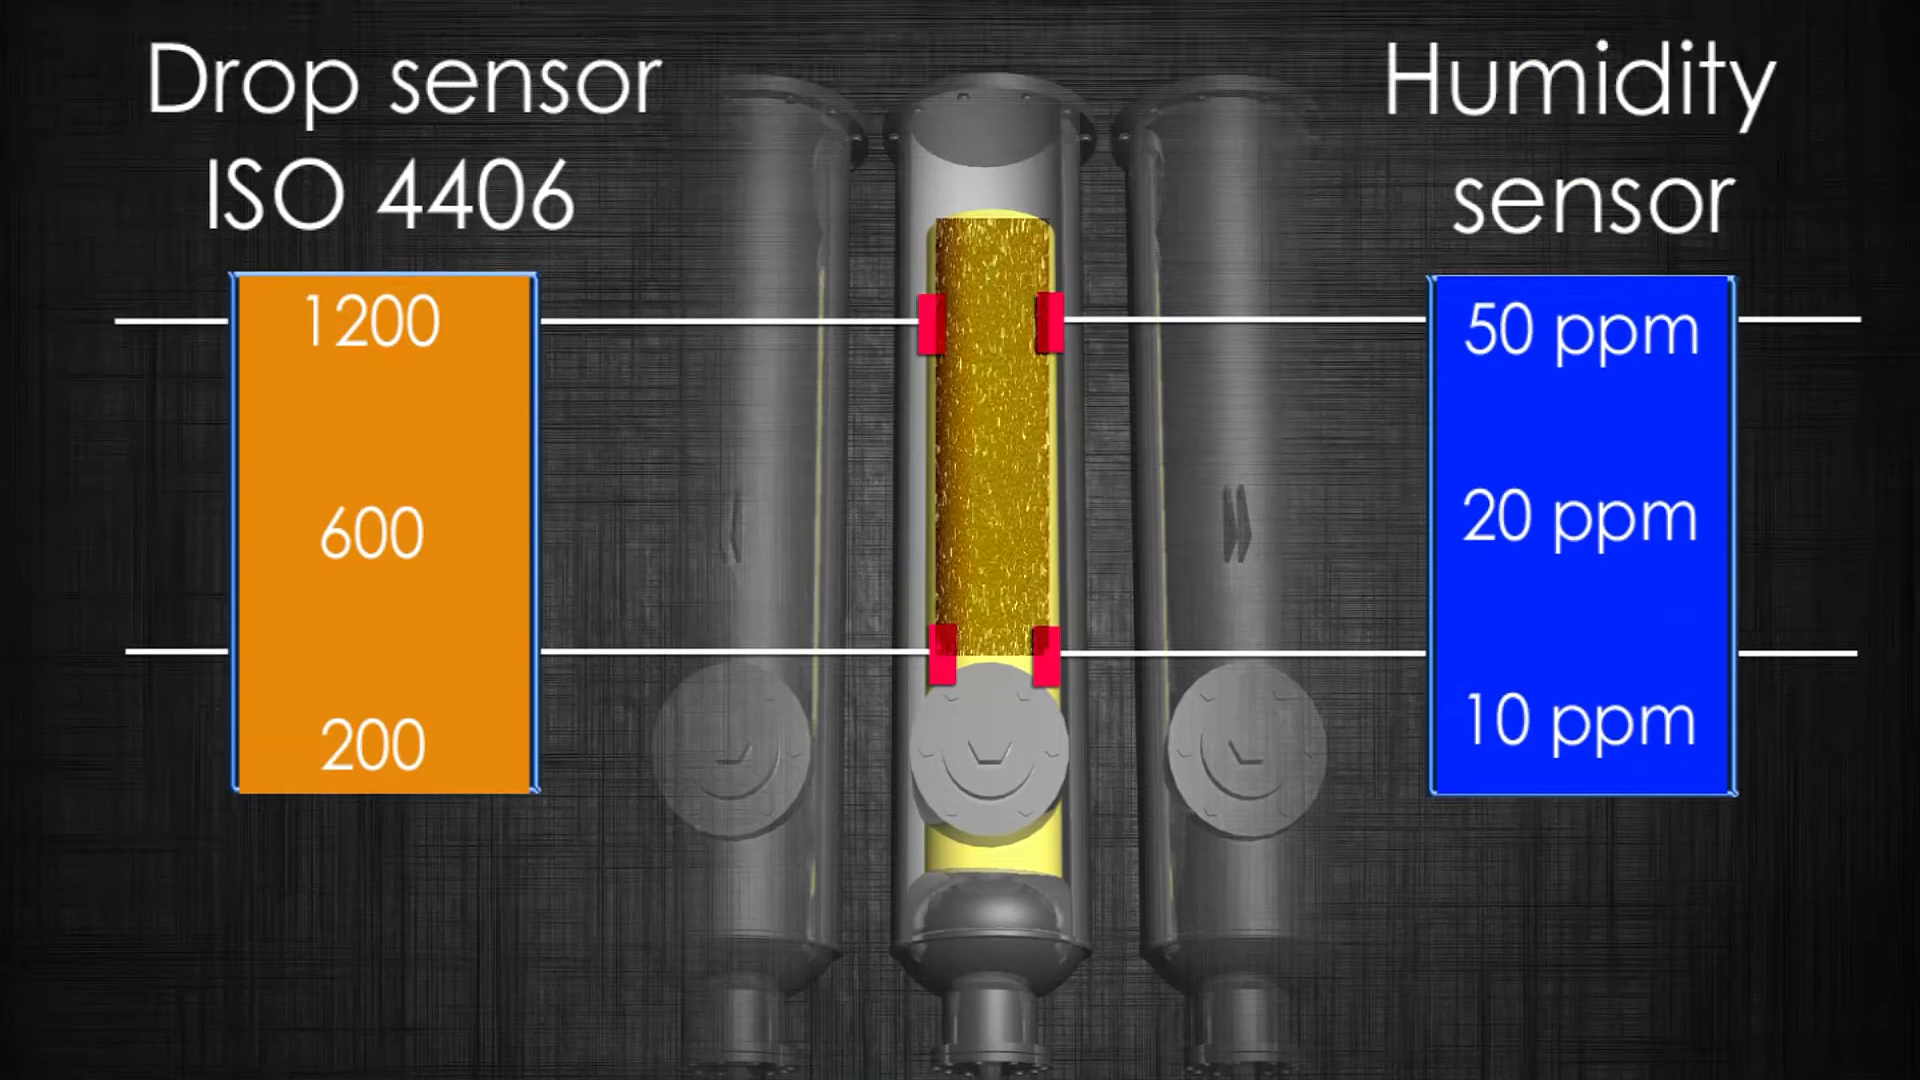 Drop sensor
ISO 4406
1200
600
200
Humidity
sensor
50 ppm
20 ppm
10 ppm